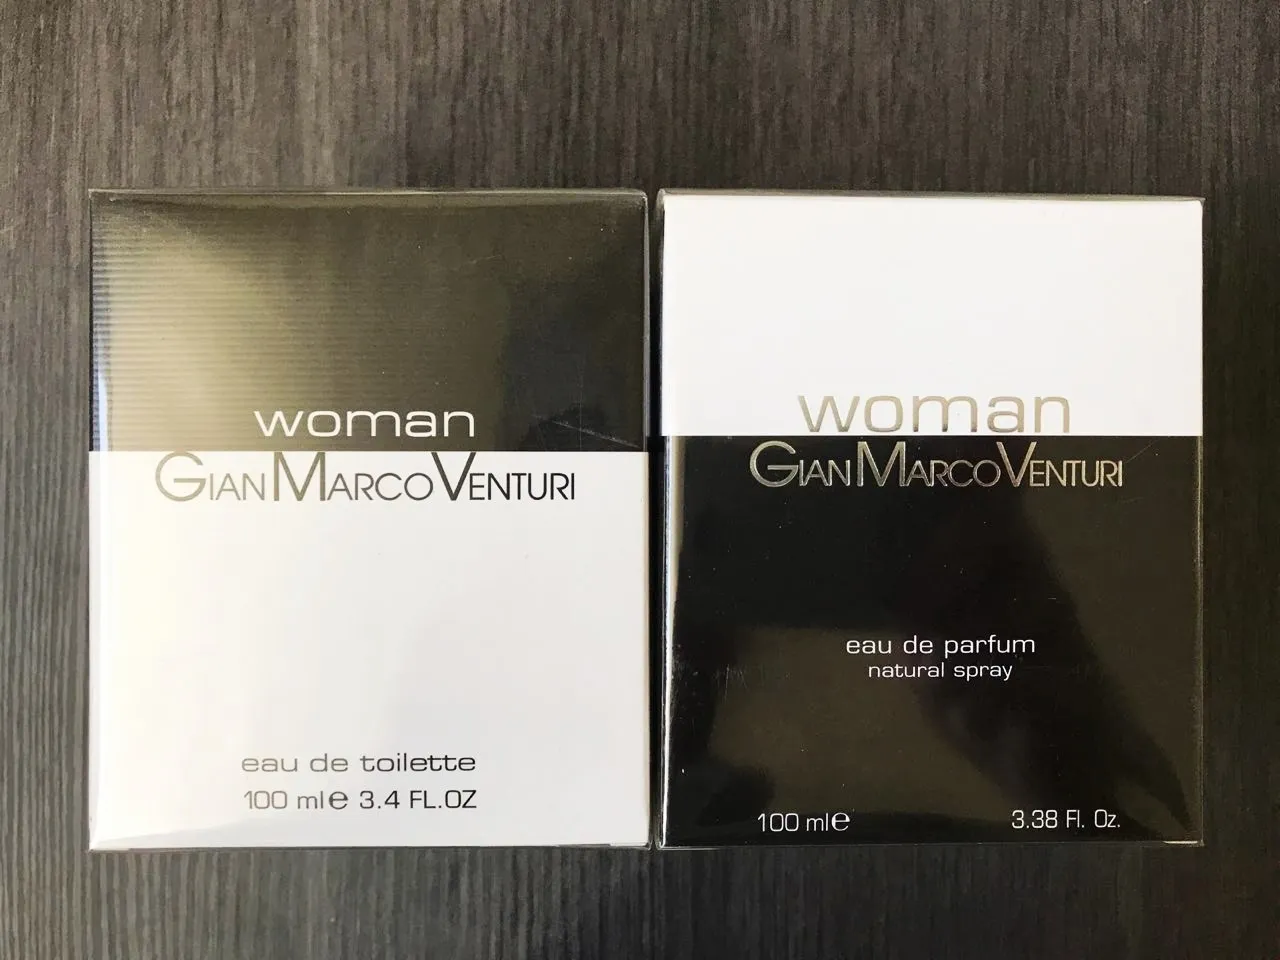 woman
GIAN MARCO VENTURI
eau de toilette
100 ml℮ 3.4 FL.OZ
woman
GIAN MARCO VENTURI
eau de parfum
natural spray
100 ml℮ 3.38 Fl. Oz.